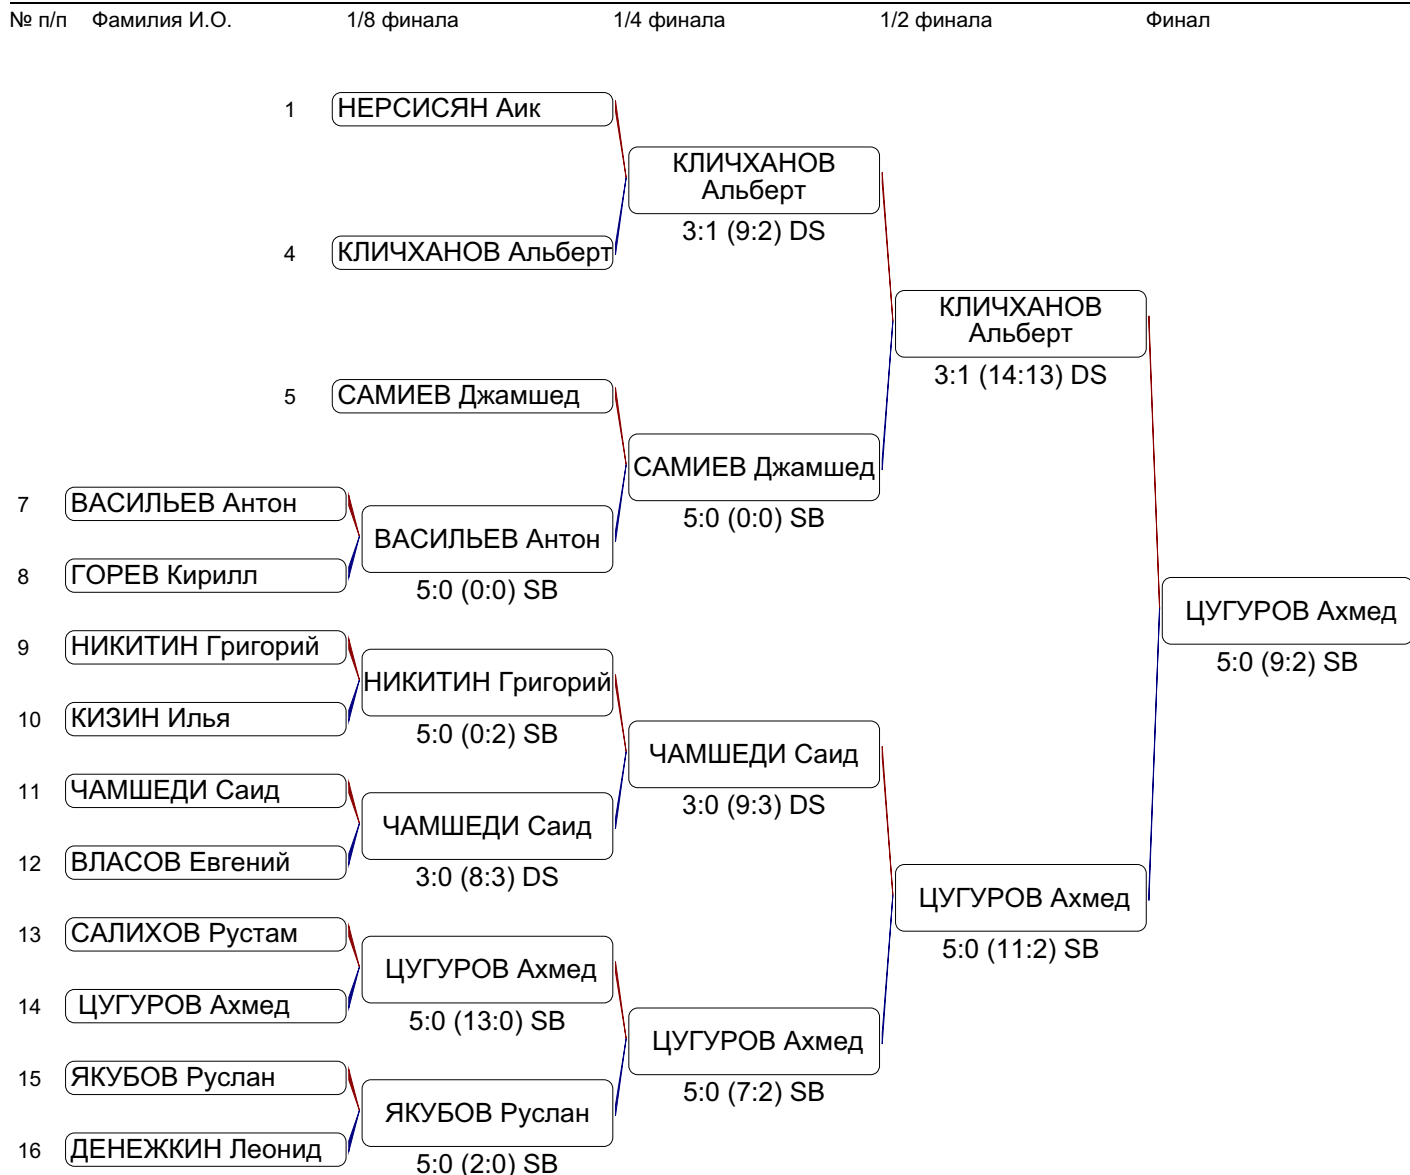 № п/п Фамилия И.О. 1/8 финала 1/4 финала 1/2 финала Финал
1 НЕРСИСЯН Аик
КЛИЧХАНОВ
Альберт
3:1 (9:2) DS
4 КЛИЧХАНОВ Альберт
КЛИЧХАНОВ
Альберт
3:1 (14:13) DS
5 САМИЕВ Джамшед
САМИЕВ Джамшед
5:0 (0:0) SB
7 ВАСИЛЬЕВ Антон
ВАСИЛЬЕВ Антон
5:0 (0:0) SB
8 ГОРЕВ Кирилл
ЦУГУРОВ Ахмед
5:0 (9:2) SB
9 НИКИТИН Григорий
НИКИТИН Григорий
5:0 (0:2) SB
10 КИЗИН Илья
ЧАМШЕДИ Саид
3:0 (9:3) DS
11 ЧАМШЕДИ Саид
ЧАМШЕДИ Саид
3:0 (8:3) DS
12 ВЛАСОВ Евгений
ЦУГУРОВ Ахмед
5:0 (11:2) SB
13 САЛИХОВ Рустам
ЦУГУРОВ Ахмед
5:0 (13:0) SB
14 ЦУГУРОВ Ахмед
ЦУГУРОВ Ахмед
5:0 (7:2) SB
15 ЯКУБОВ Руслан
ЯКУБОВ Руслан
5:0 (2:0) SB
16 ДЕНЕЖКИН Леонид